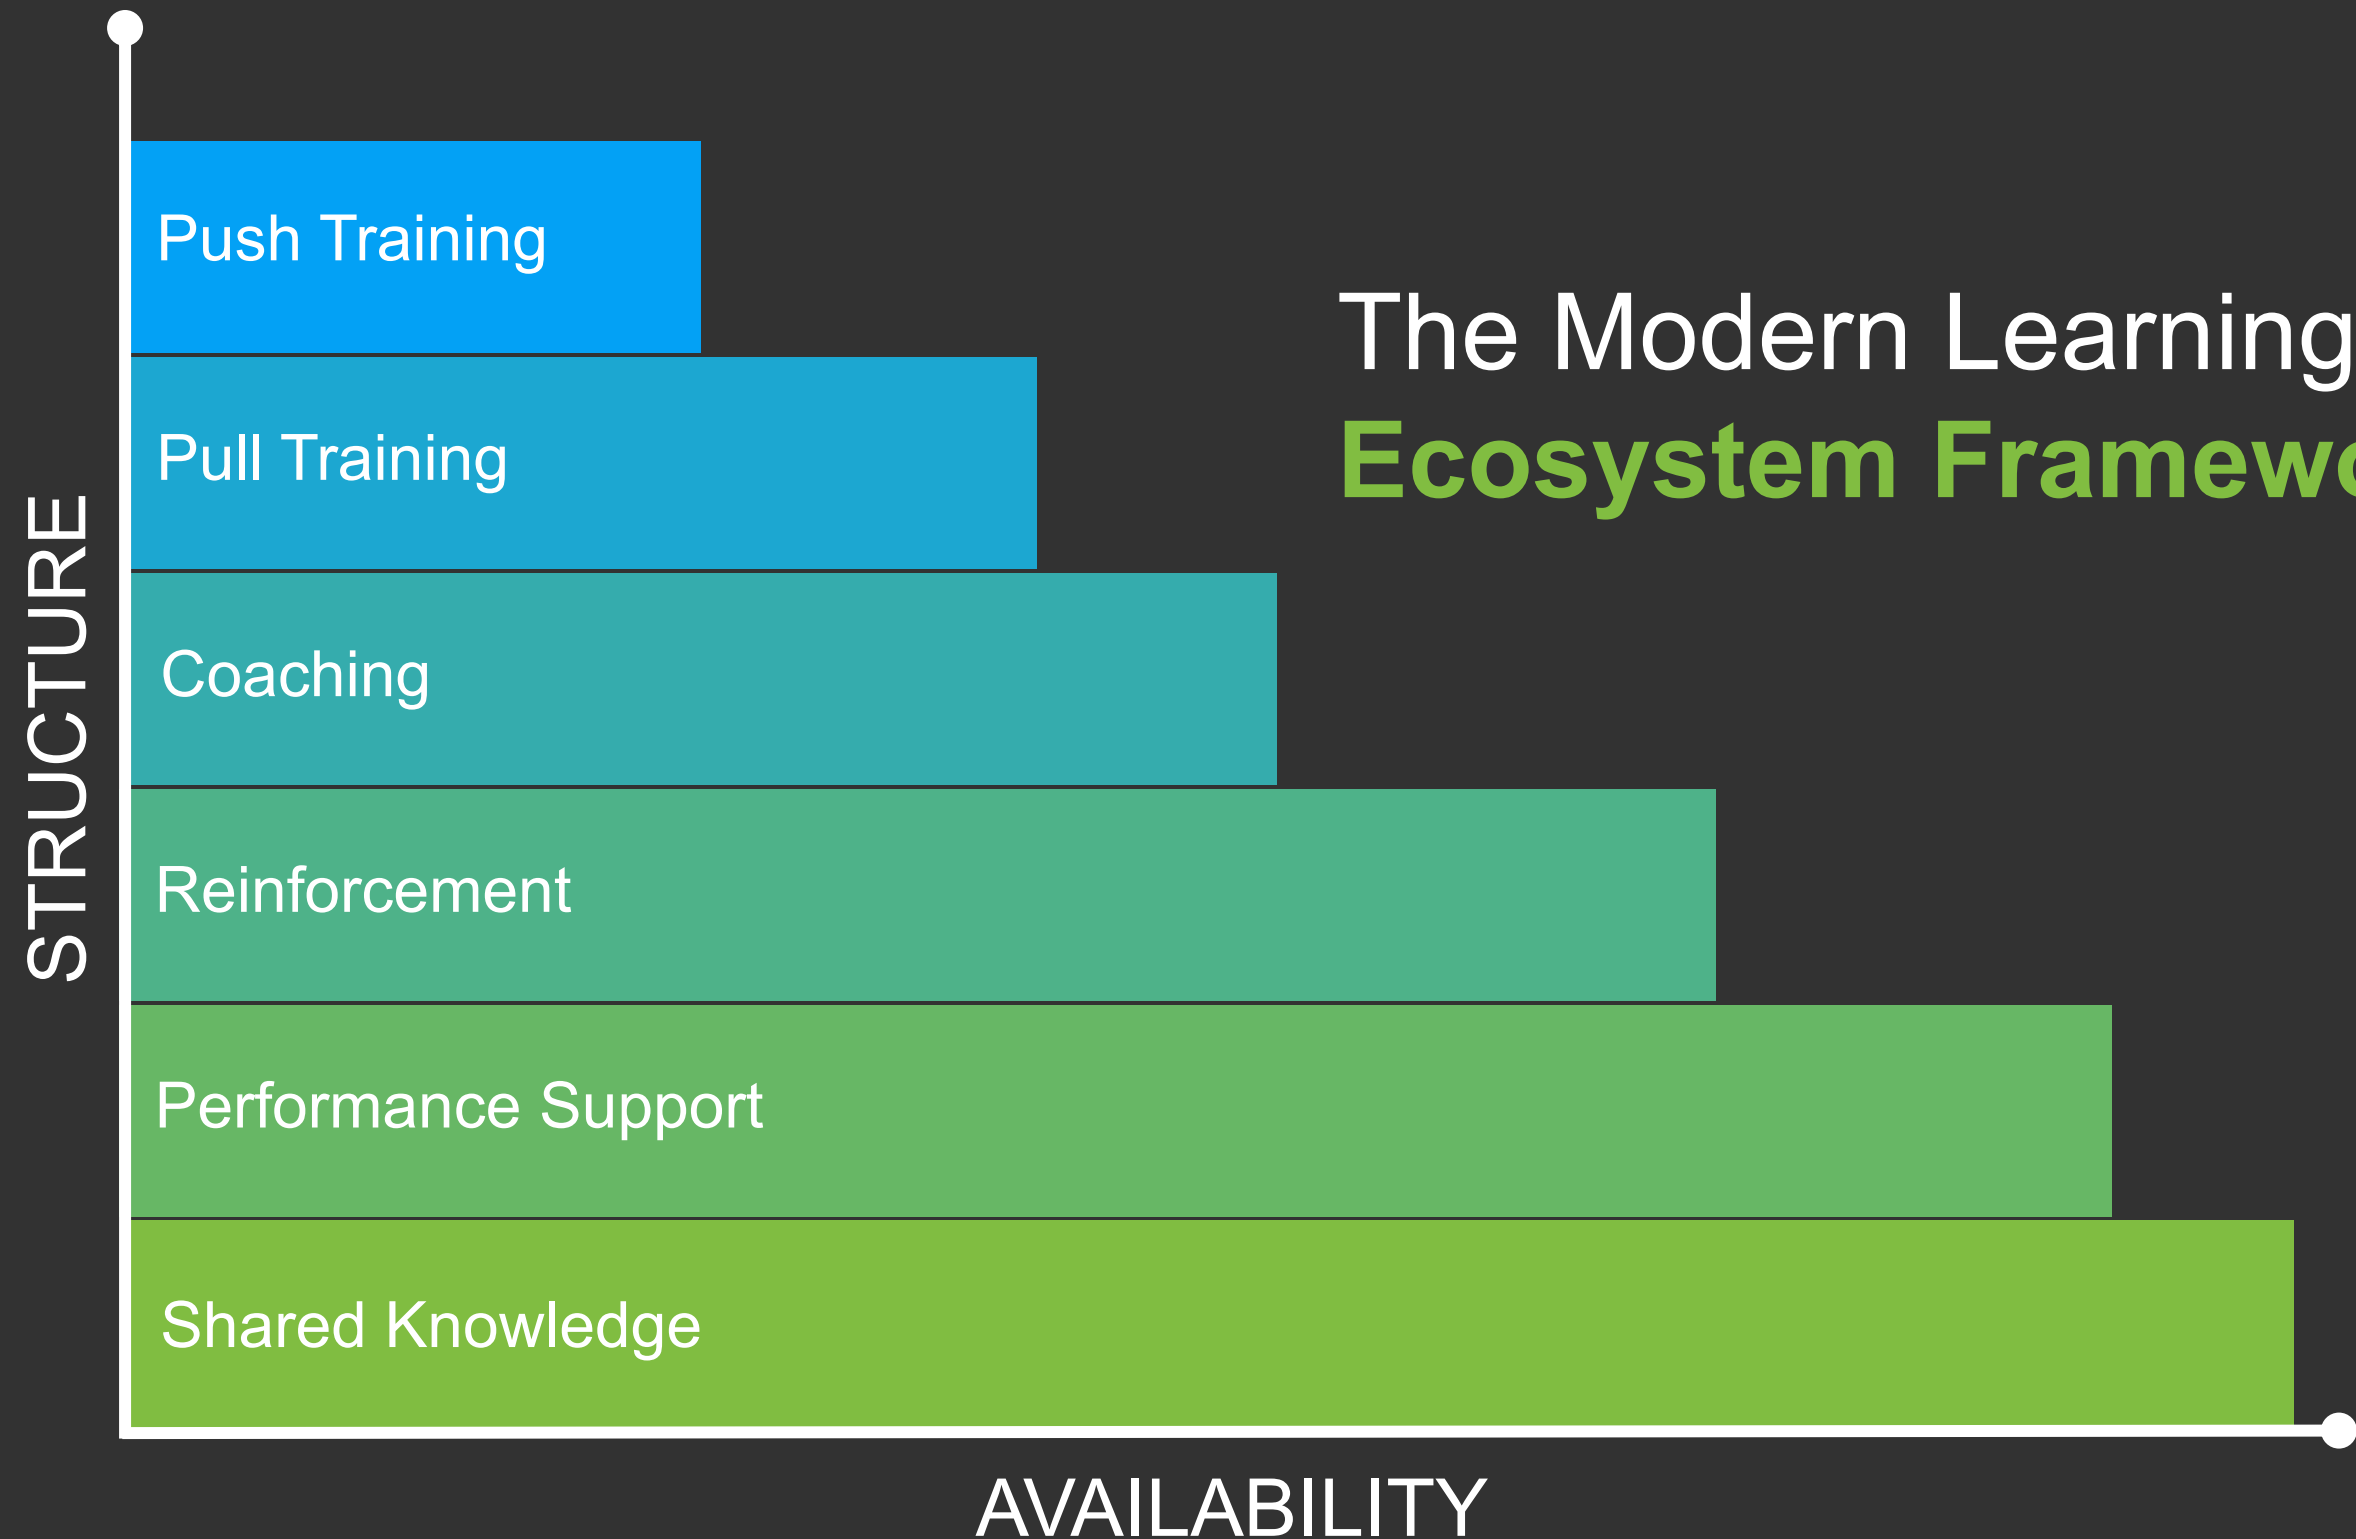 Push Training
The Modern Learning
Ecosystem
Pull Training
Coaching
STRUCTURE
Reinforcement
Performance Support
Shared Knowledge
AVAILABILITY